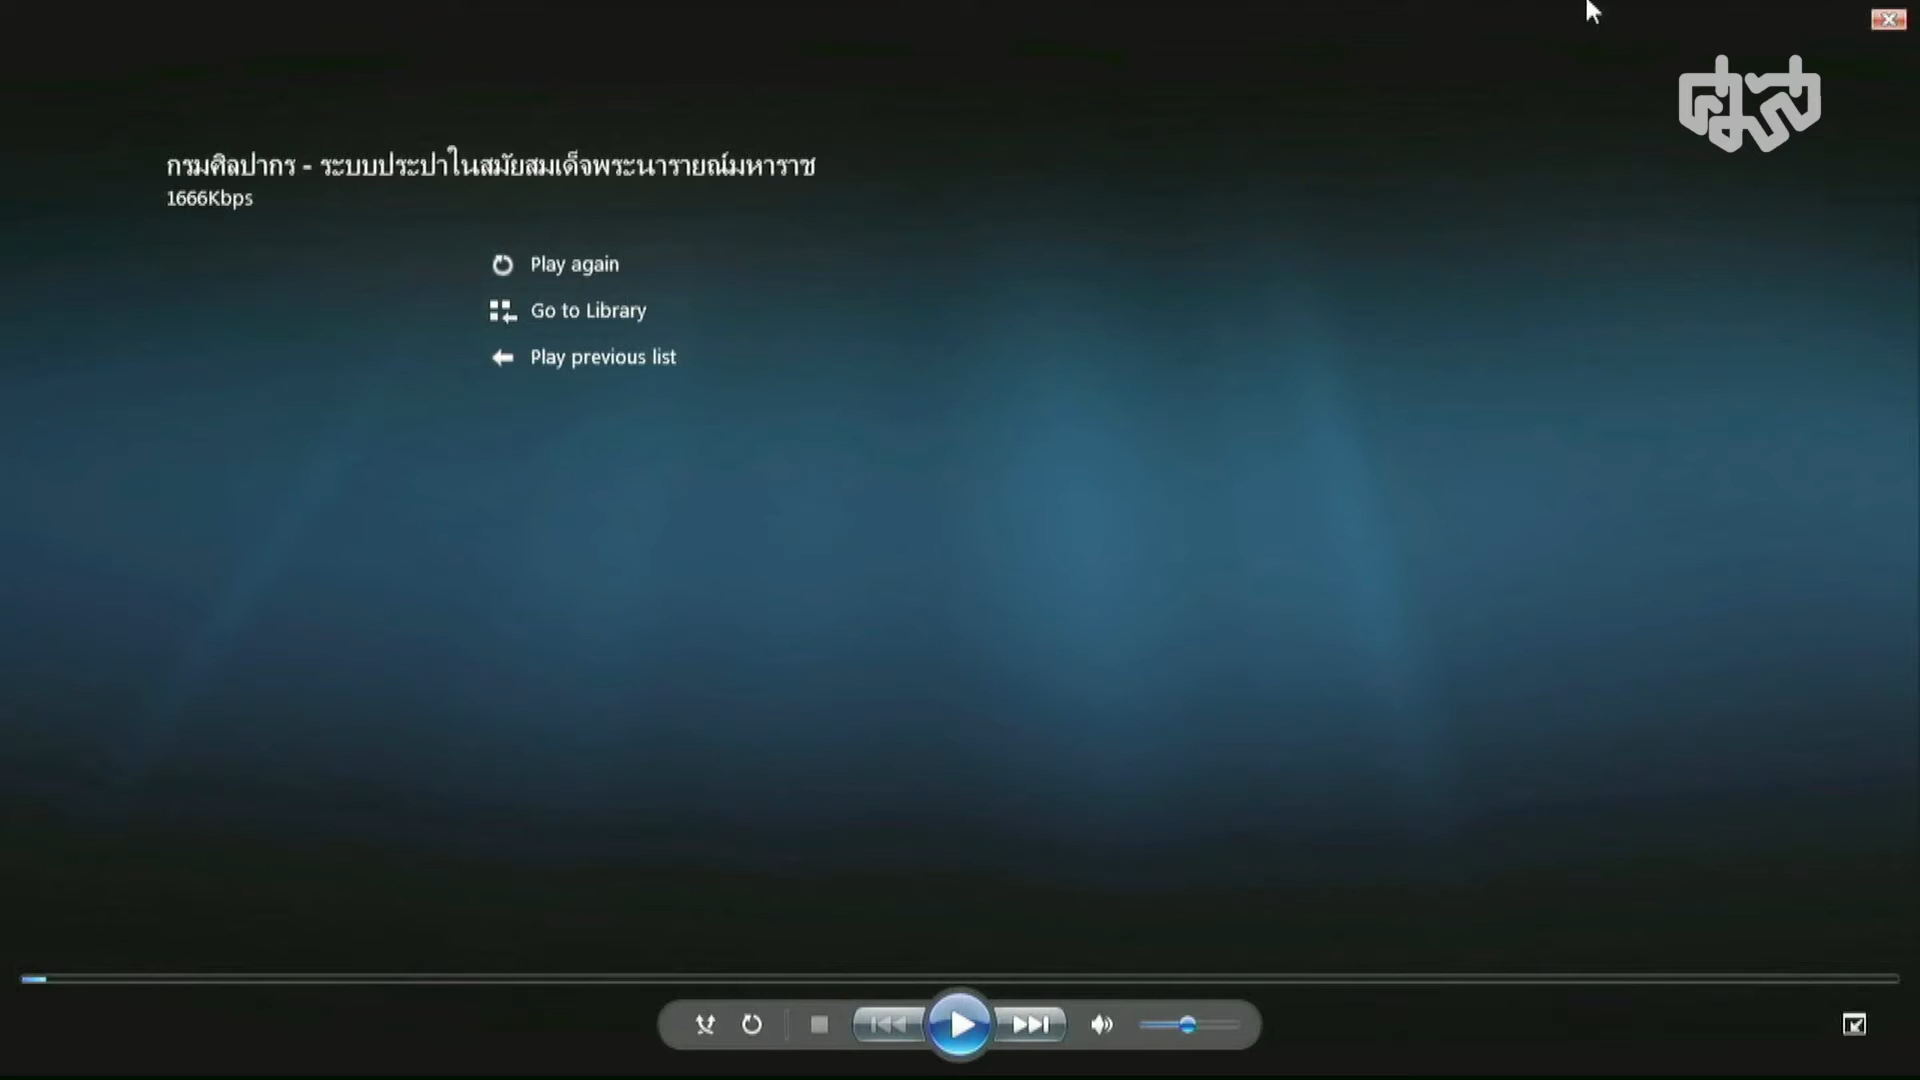 กรมศิลปากร - ระบบประปาในสมัยสมเด็จพระนารายณ์มหาราช
1666Kbps
Play again
Go to Library
Play previous list